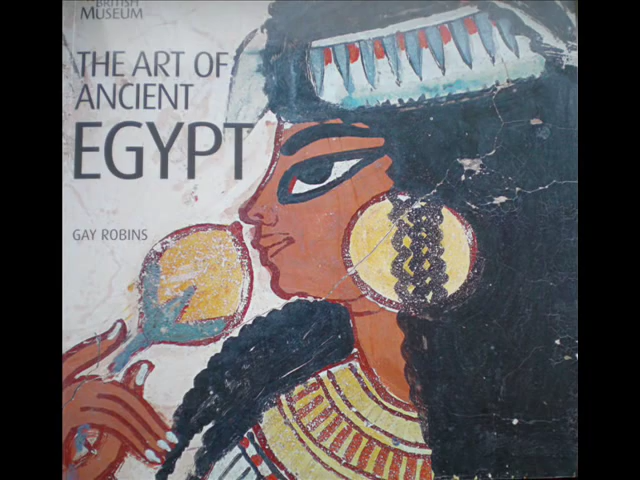 BRITISH
MUSEUM
THE ART OF
ANCIENT
EGYPT
GAY ROBINS